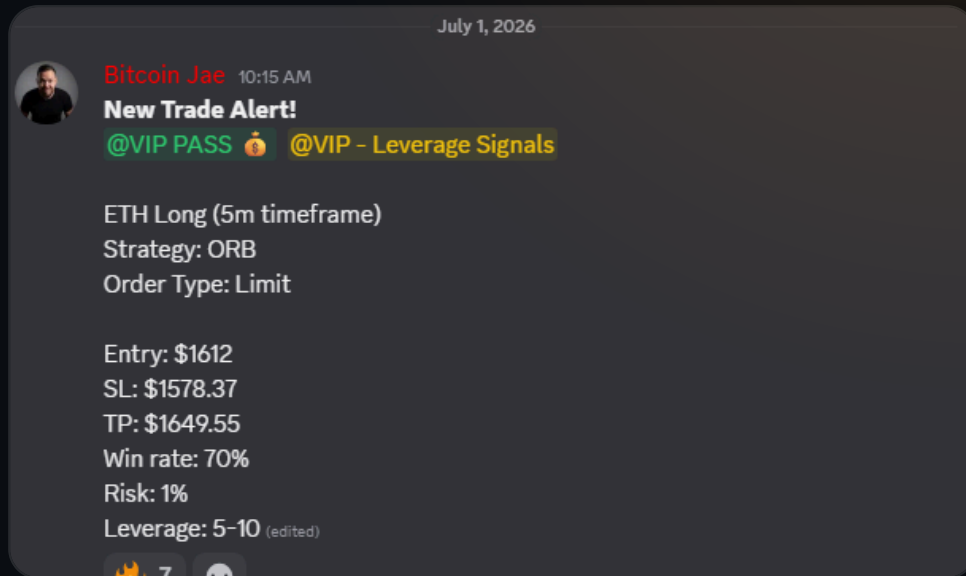 July 1, 2026
Bitcoin Jae 10:15 AM
New Trade Alert!
@VIP PASS 💰 @VIP - Leverage Signals
ETH Long (5m timeframe)
Strategy: ORB
Order Type: Limit
Entry: $1612
SL: $1578.37
TP: $1649.55
Win rate: 70%
Risk: 1%
Leverage: 5-10 (edited)
🔥 7